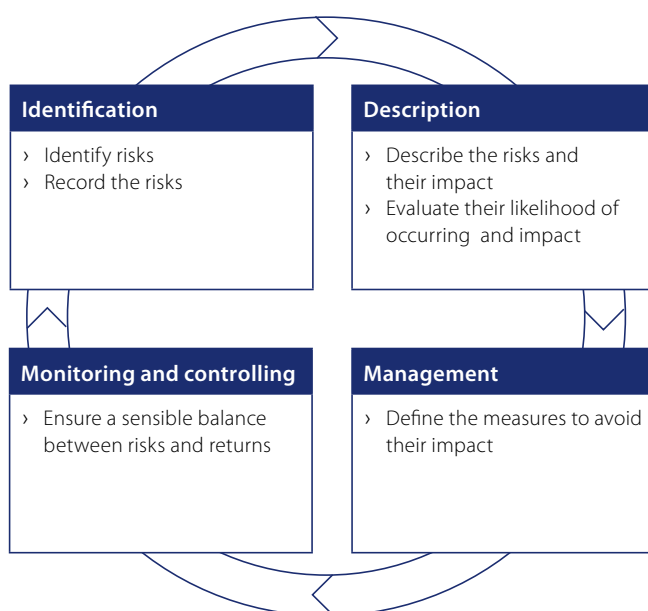 Identification
› Identify risks
› Record the risks
Description
› Describe the risks and
their impact
› Evaluate their likelihood of
occurring and impact
Monitoring and controlling
› Ensure a sensible balance
between risks and returns
Management
› Define the measures to avoid
their impact